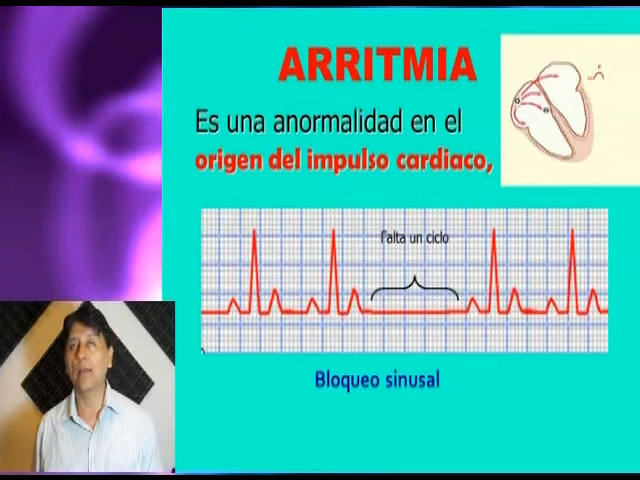 ARRITMIA
Es una anormalidad en el
origen del impulso cardiaco,
Falta un ciclo
Bloqueo sinusal